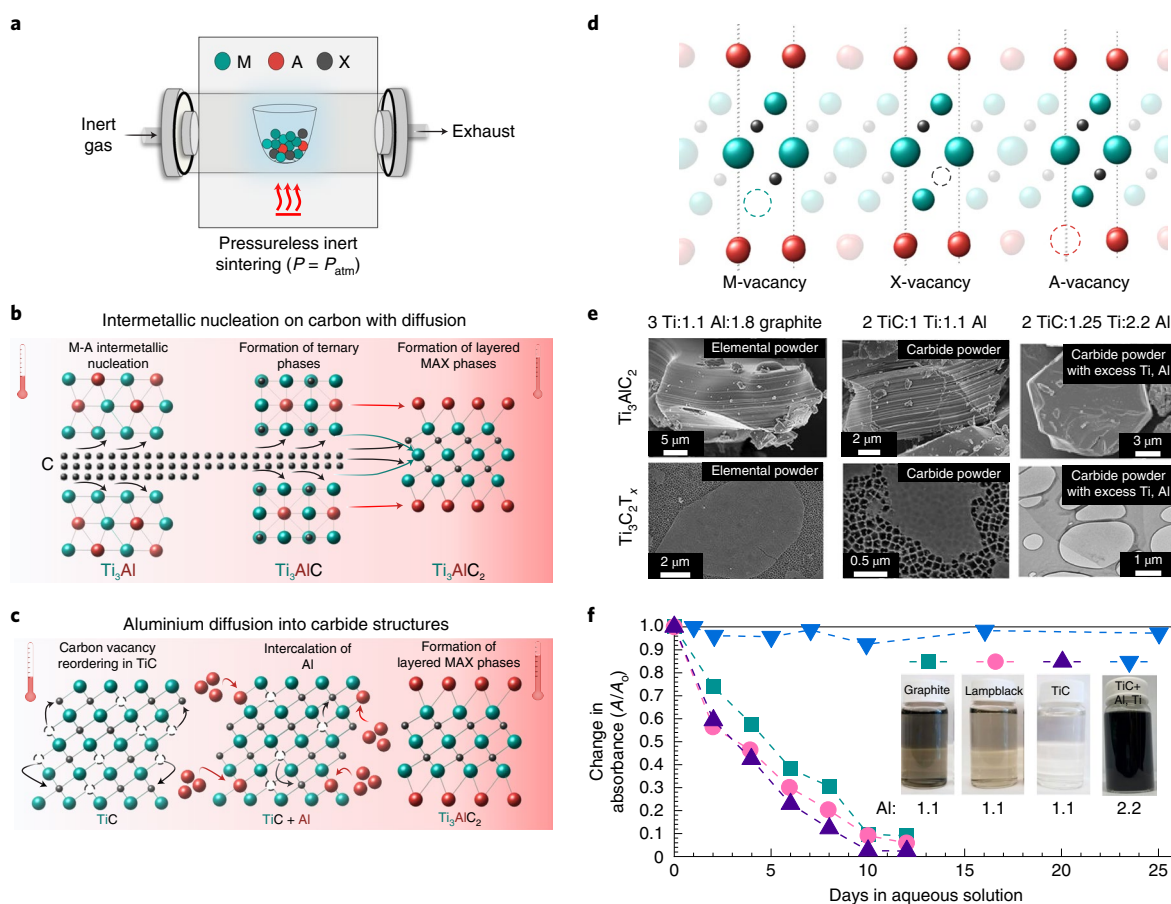 a
M A X
Inert
gas
Exhaust
Pressureless inert
sintering (P = Patm)
b
Intermetallic nucleation on carbon with diffusion
M-A intermetallic
nucleation
Formation of ternary
phases
Formation of layered
MAX phases
C
Ti3Al
Ti3AlC
Ti3AlC2
c
Aluminium diffusion into carbide structures
Carbon vacancy
reordering in TiC
Intercalation of
Al
Formation of
layered MAX phases
TiC
TiC + Al
Ti3AlC2
d
M-vacancy
X-vacancy
A-vacancy
e
3 Ti:1.1 Al:1.8 graphite
2 TiC:1 Ti:1.1 Al
2 TiC:1.25 Ti:2.2 Al
Ti3AlC2
Elemental powder
5 μm
Carbide powder
2 μm
Carbide powder
with excess Ti, Al
3 μm
Ti3C2Tx
Elemental powder
2 μm
Carbide powder
0.5 μm
Carbide powder
with excess Ti, Al
1 μm
f
Change in
absorbance (A/Ao)
1.0
0.9
0.8
0.7
0.6
0.5
0.4
0.3
0.2
0.1
0
Graphite
Lampblack
TiC
TiC+
Al, Ti
Al: 1.1 1.1 1.1 2.2
0 5 10 15 20 25
Days in aqueous solution